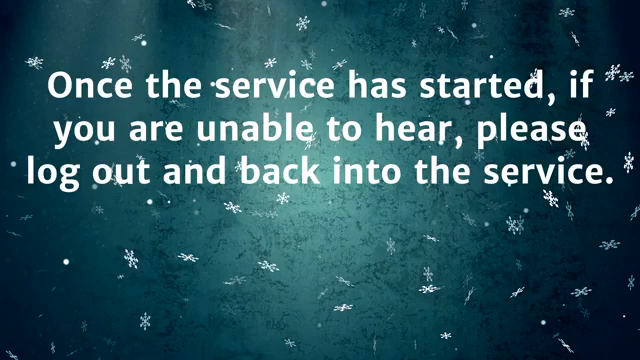 Once the service has started, if
you are unable to hear, please
log out and back into the service.